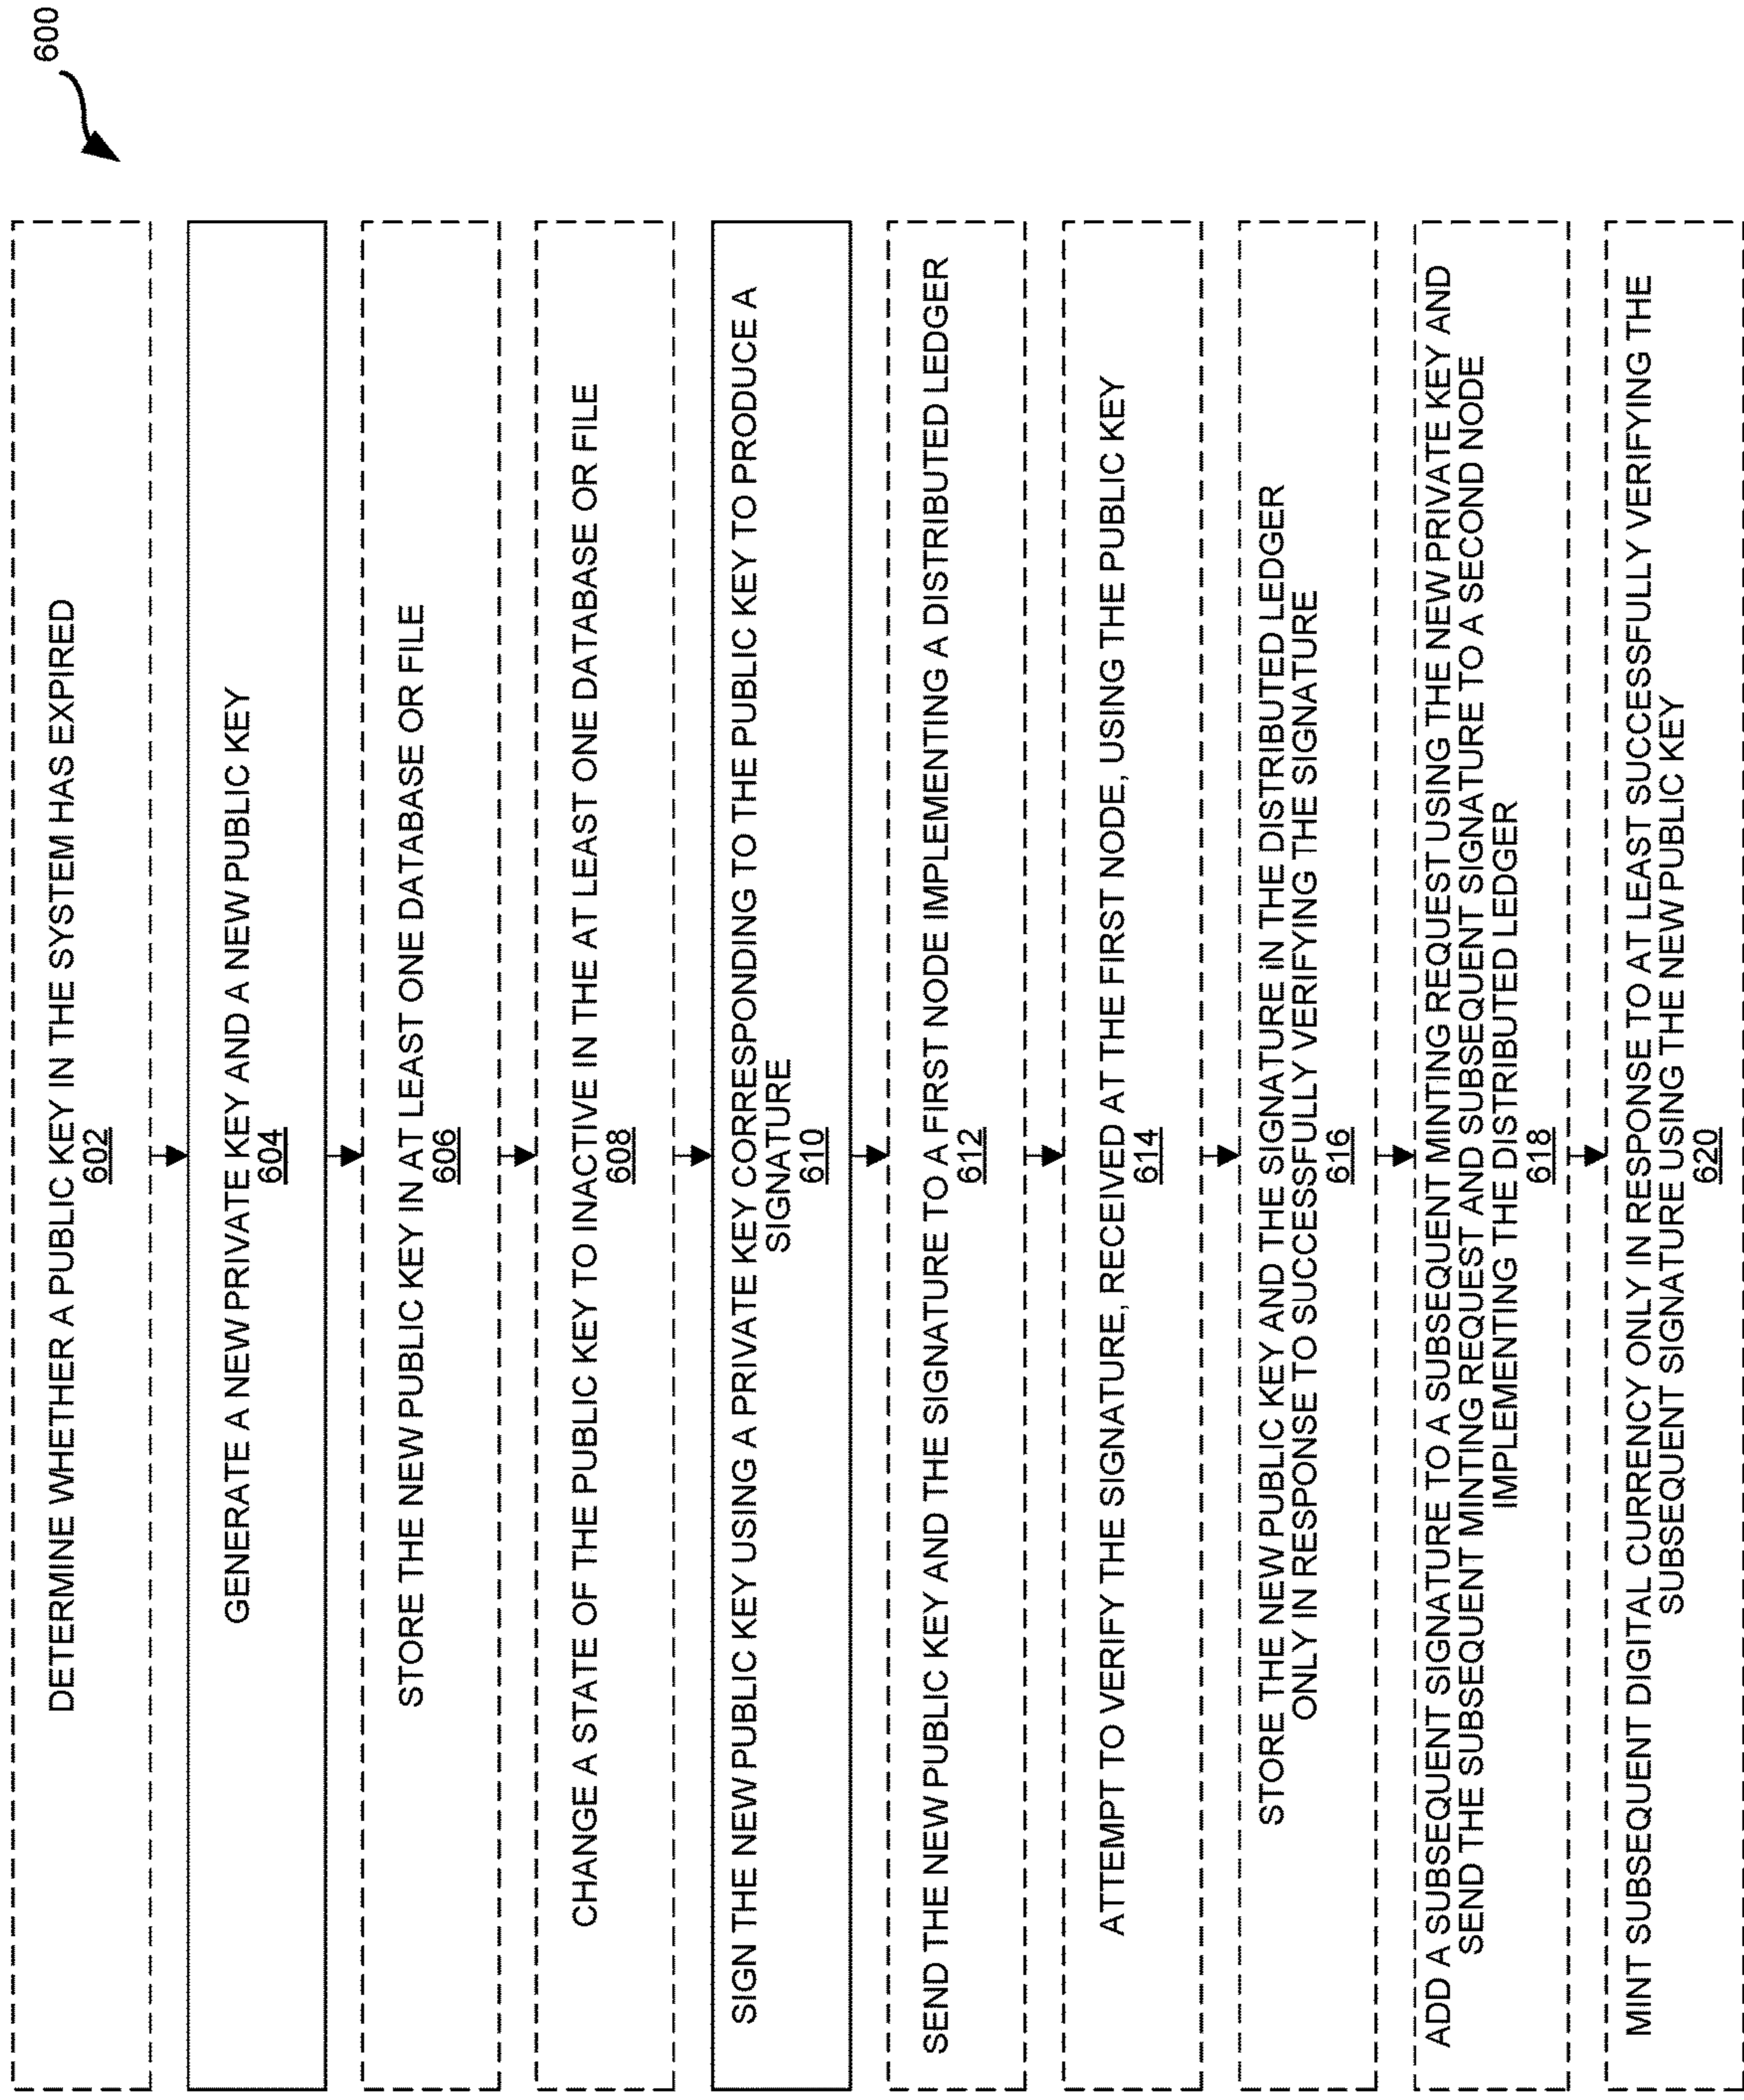 600
DETERMINE WHETHER A PUBLIC KEY IN THE SYSTEM HAS EXPIRED
602
GENERATE A NEW PRIVATE KEY AND A NEW PUBLIC KEY
604
STORE THE NEW PUBLIC KEY IN AT LEAST ONE DATABASE OR FILE
606
CHANGE A STATE OF THE PUBLIC KEY TO INACTIVE IN THE AT LEAST ONE DATABASE OR FILE
608
SIGN THE NEW PUBLIC KEY USING A PRIVATE KEY CORRESPONDING TO THE PUBLIC KEY TO PRODUCE A
SIGNATURE
610
SEND THE NEW PUBLIC KEY AND THE SIGNATURE TO A FIRST NODE IMPLEMENTING A DISTRIBUTED LEDGER
612
ATTEMPT TO VERIFY THE SIGNATURE, RECEIVED AT THE FIRST NODE, USING THE PUBLIC KEY
614
STORE THE NEW PUBLIC KEY AND THE SIGNATURE iN THE DISTRIBUTED LEDGER
ONLY IN RESPONSE TO SUCCESSFULLY VERIFYING THE SIGNATURE
616
ADD A SUBSEQUENT SIGNATURE TO A SUBSEQUENT MINTING REQUEST USING THE NEW PRIVATE KEY AND
SEND THE SUBSEQUENT MINTING REQUEST AND SUBSEQUENT SIGNATURE TO A SECOND NODE
IMPLEMENTING THE DISTRIBUTED LEDGER
618
MINT SUBSEQUENT DIGITAL CURRENCY ONLY IN RESPONSE TO AT LEAST SUCCESSFULLY VERIFYING THE
SUBSEQUENT SIGNATURE USING THE NEW PUBLIC KEY
620